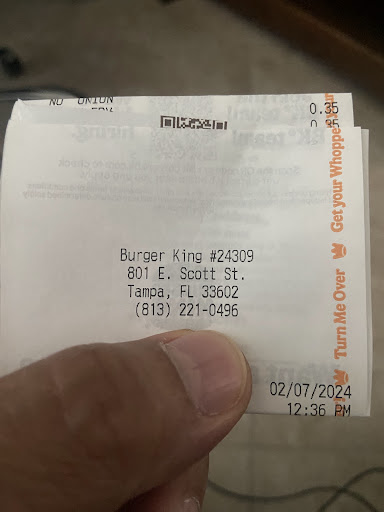 NO ONION
0.35
Burger King #24309
801 E. Scott St.
Tampa, FL 33602
(813) 221-0496
Turn Me Over Get your Whopper
02/07/2024
12:36 PM